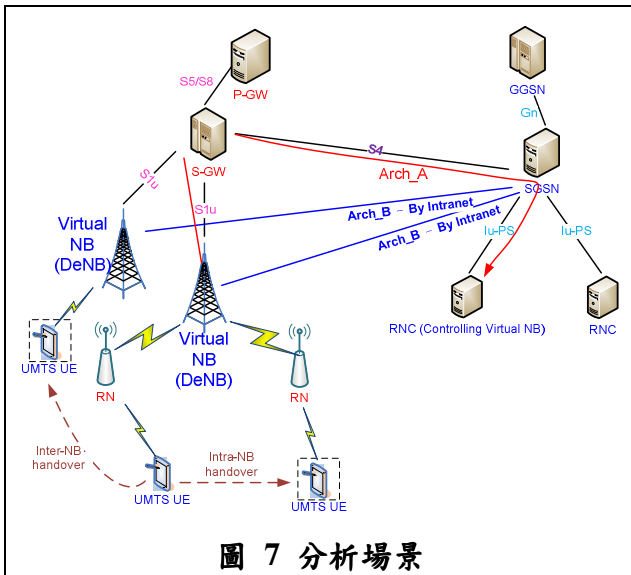 S5/S8
P-GW
GGSN
Gn
S-GW
S4
Arch_A
SGSN
S1u
S1u
Virtual
NB
(DeNB)
Arch_B – By Intranet
Arch_B – By Intranet
Iu-PS
Iu-PS
RNC (Controlling Virtual NB)
RNC
Virtual
NB
(DeNB)
UMTS UE
RN
RN
Inter-NB
handover
Intra-NB
handover
UMTS UE
UMTS UE
圖 7 分析場景